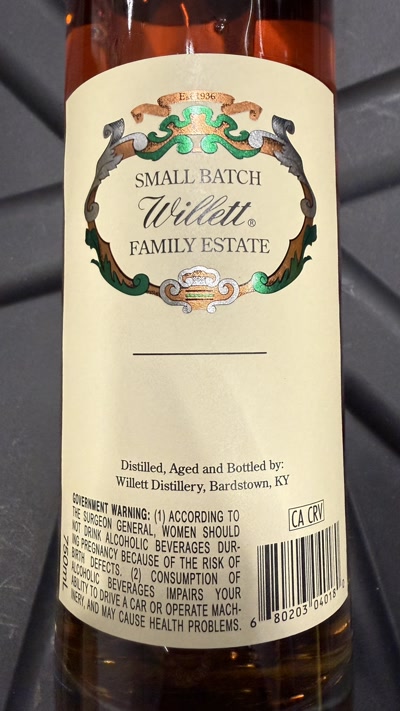 Est. 1936
SMALL BATCH
Willett®
FAMILY ESTATE
Distilled, Aged and Bottled by:
Willett Distillery, Bardstown, KY
GOVERNMENT WARNING: (1) ACCORDING TO
THE SURGEON GENERAL, WOMEN SHOULD
NOT DRINK ALCOHOLIC BEVERAGES DUR-
ING PREGNANCY BECAUSE OF THE RISK OF
BIRTH DEFECTS. (2) CONSUMPTION OF
ALCOHOLIC BEVERAGES IMPAIRS YOUR
ABILITY TO DRIVE A CAR OR OPERATE MACH-
INERY, AND MAY CAUSE HEALTH PROBLEMS.
750mL
CA CRV
6 80203 04018 0